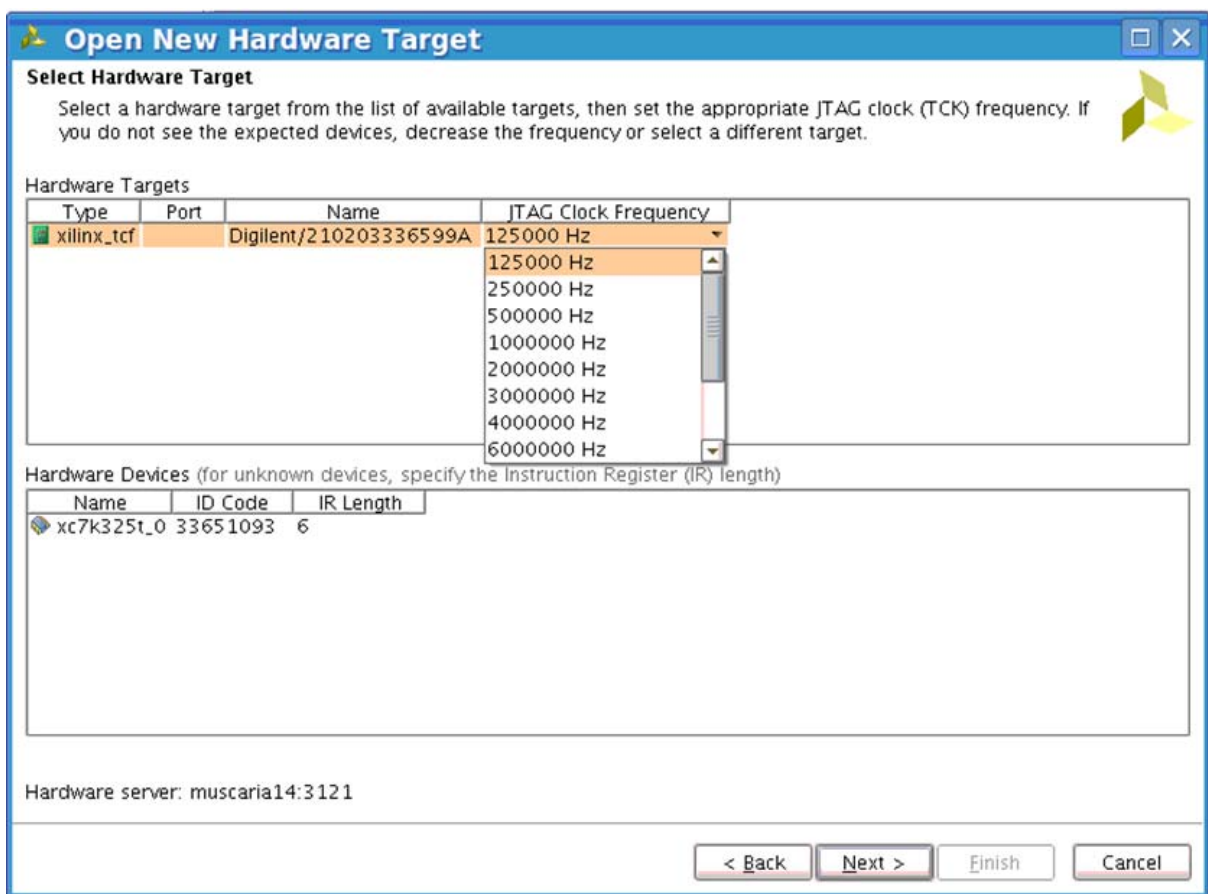 Open New Hardware Target
Select Hardware Target
Select a hardware target from the list of available targets, then set the appropriate JTAG clock (TCK) frequency. If
you do not see the expected devices, decrease the frequency or select a different target.
Hardware Targets
Type Port Name JTAG Clock Frequency
xilinx_tcf Digilent/210203336599A 125000 Hz
125000 Hz
250000 Hz
500000 Hz
1000000 Hz
2000000 Hz
3000000 Hz
4000000 Hz
6000000 Hz
Hardware Devices (for unknown devices, specify the Instruction Register (IR) length)
Name ID Code IR Length
xc7k325t_0 33651093 6
Hardware server: muscaria14:3121
< Back Next > Finish Cancel